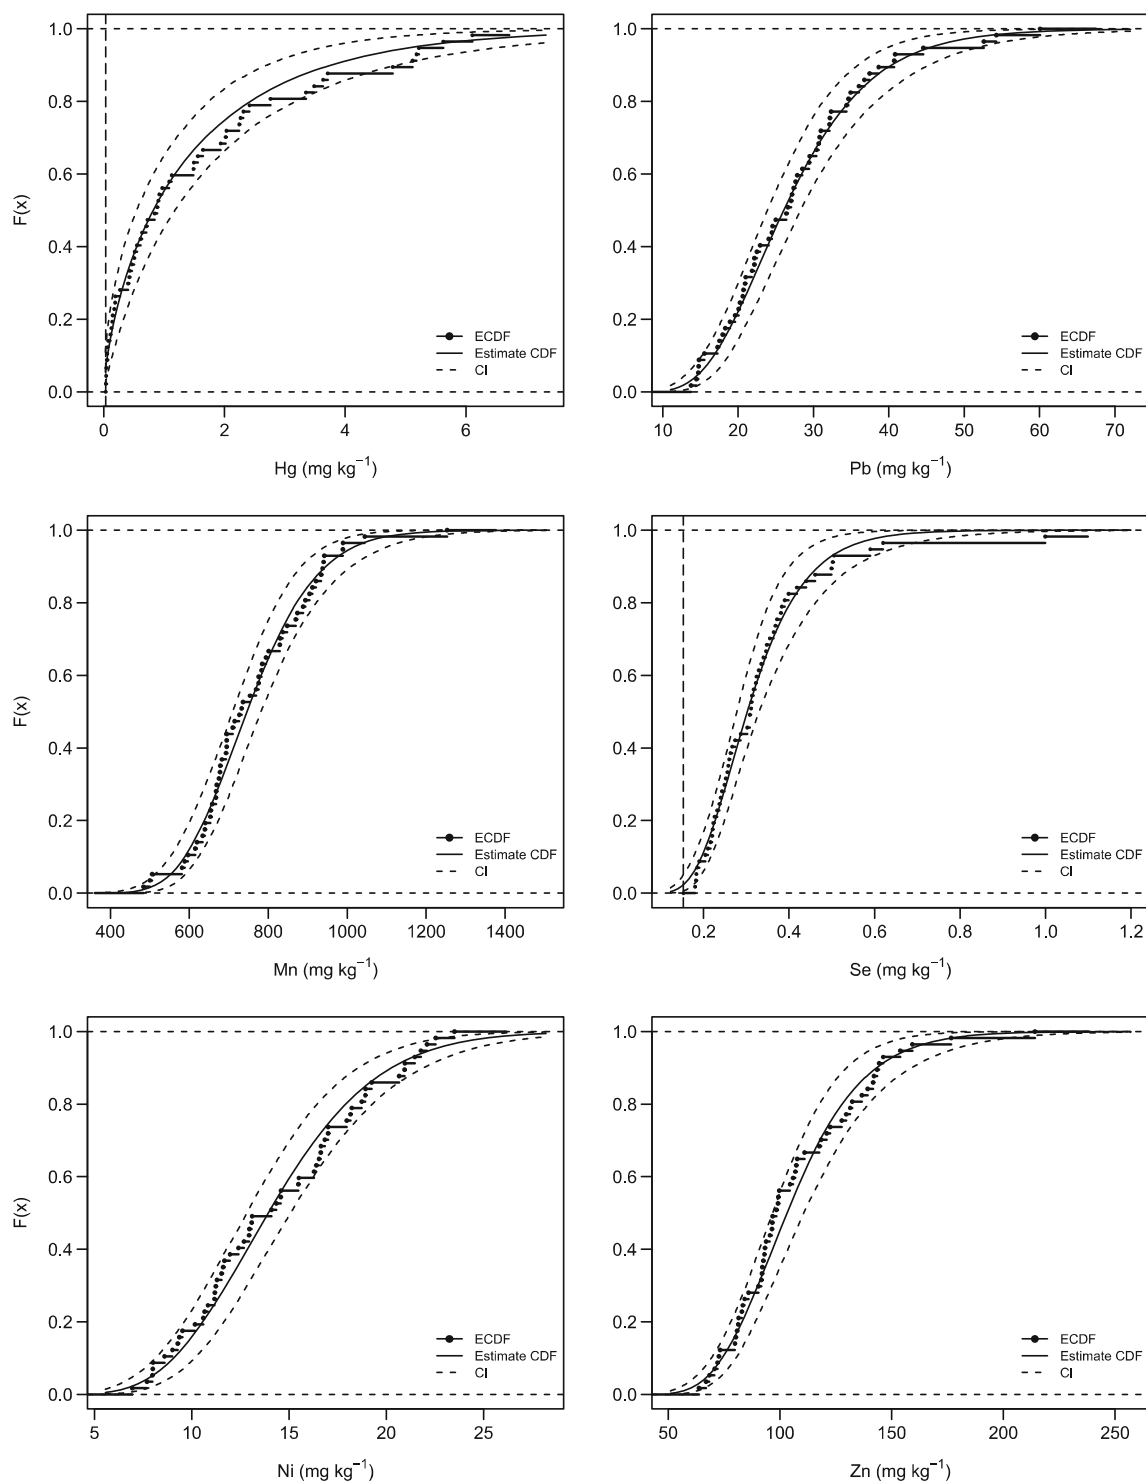 1.0
0.8
0.6
0.4
0.2
0.0
F(x)
0 2 4 6
Hg (mg kg⁻¹)
ECDF
Estimate CDF
CI
1.0
0.8
0.6
0.4
0.2
0.0
10 20 30 40 50 60 70
Pb (mg kg⁻¹)
ECDF
Estimate CDF
CI
1.0
0.8
0.6
0.4
0.2
0.0
F(x)
400 600 800 1000 1200 1400
Mn (mg kg⁻¹)
ECDF
Estimate CDF
CI
1.0
0.8
0.6
0.4
0.2
0.0
0.2 0.4 0.6 0.8 1.0 1.2
Se (mg kg⁻¹)
ECDF
Estimate CDF
CI
1.0
0.8
0.6
0.4
0.2
0.0
F(x)
5 10 15 20 25
Ni (mg kg⁻¹)
ECDF
Estimate CDF
CI
1.0
0.8
0.6
0.4
0.2
0.0
50 100 150 200 250
Zn (mg kg⁻¹)
ECDF
Estimate CDF
CI